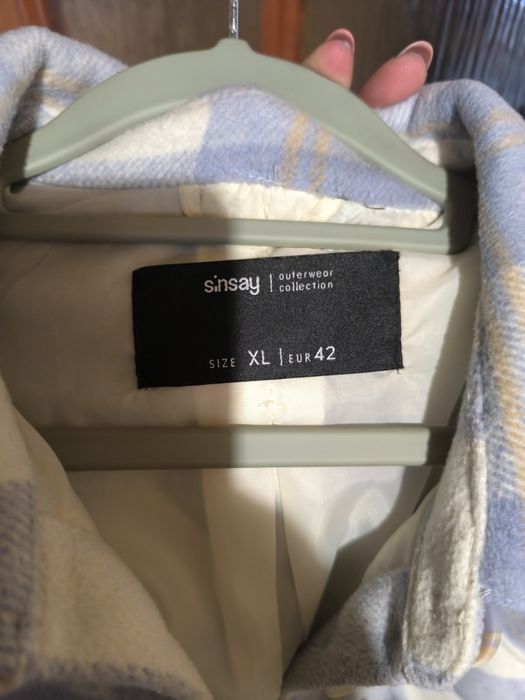 sinsay | outerwear
collection
SIZE XL | EUR 42